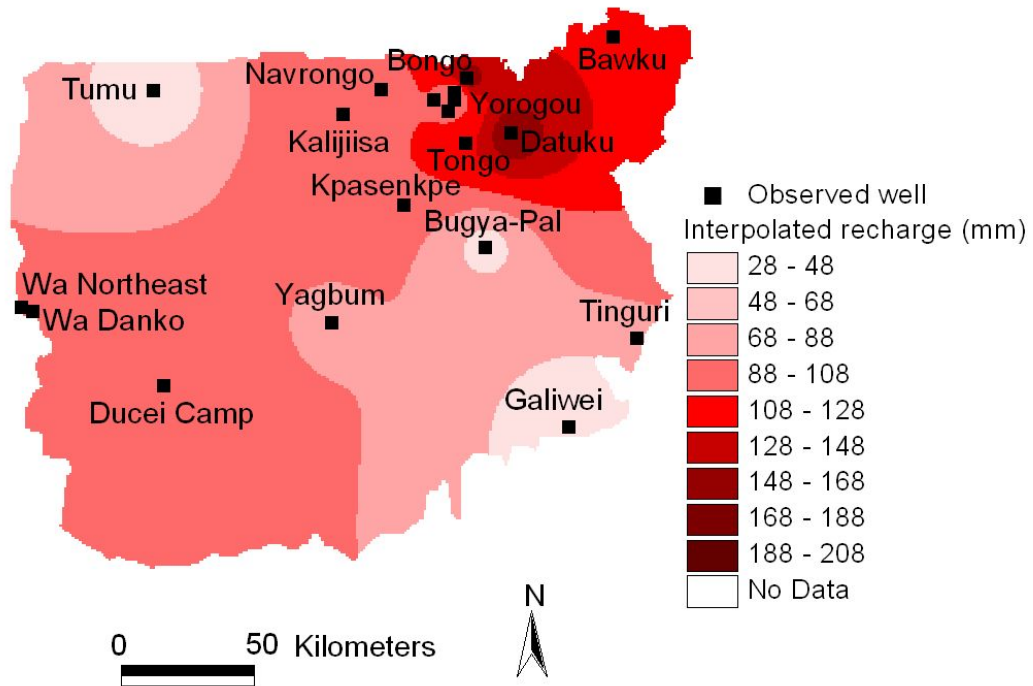 Bawku
Bongo
Navrongo
Tumu
Yorogou
Kalijiisa
Datuku
Tongo
Kpasenkpe
Bugya-Pal
Wa Northeast
Wa Danko
Yagbum
Tinguri
Ducei Camp
Galiwei
Observed well
Interpolated recharge (mm)
28 - 48
48 - 68
68 - 88
88 - 108
108 - 128
128 - 148
148 - 168
168 - 188
188 - 208
No Data
0 50 Kilometers
N